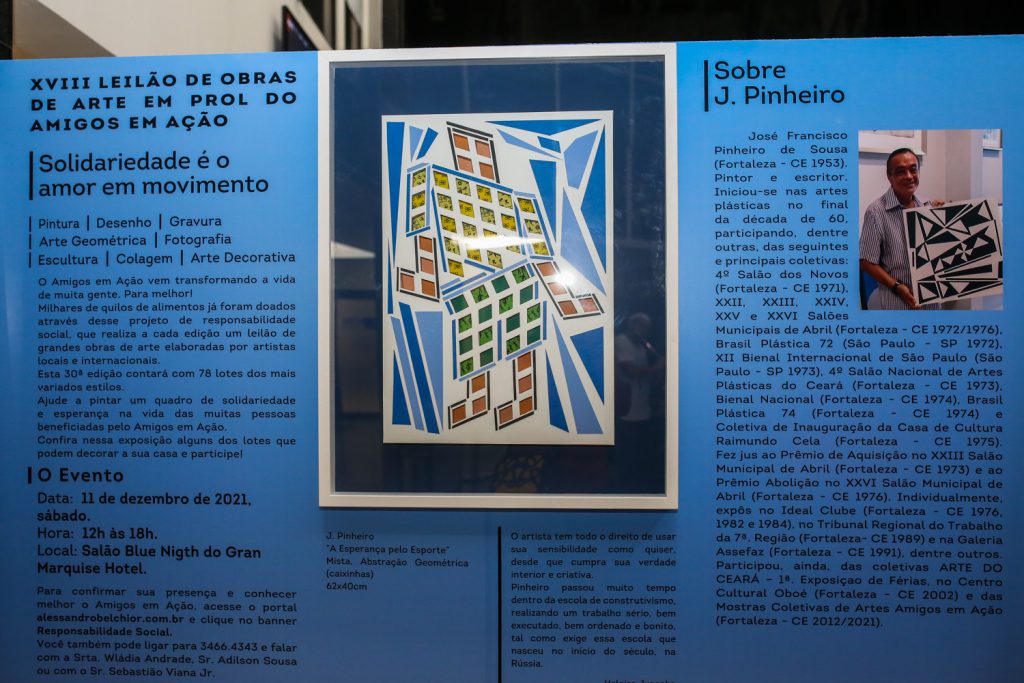 XVIII LEILÃO DE OBRAS
DE ARTE EM PROL DO
AMIGOS EM AÇÃO
Solidariedade é o
amor em movimento
Pintura | Desenho | Gravura
Arte Geométrica | Fotografia
Escultura | Colagem | Arte Decorativa
O Amigos em Ação vem transformando a vida
de muita gente. Para melhor!
Milhares de quilos de alimentos já foram doados
através desse projeto de responsabilidade
social, que realiza a cada edição um leilão de
grandes obras de arte elaboradas por artistas
locais e internacionais.
Esta 30ª edição contará com 78 lotes dos mais
variados estilos.
Ajude a pintar um quadro de solidariedade
e esperança na vida das muitas pessoas
beneficiadas pelo Amigos em Ação.
Confira nessa exposição alguns dos lotes que
podem decorar a sua casa e participe!
O Evento
Data: 11 de dezembro de 2021,
sábado.
Hora: 12h às 18h.
Local: Salão Blue Nigth do Gran
Marquise Hotel.
Para confirmar sua presença e conhecer
melhor o Amigos em Ação, acesse o portal
alessandrobelchior.com.br e clique no banner
Responsabilidade Social.
Você também pode ligar para 3466.4343 e falar
com a Srta. Wládia Andrade, Sr. Adilson Sousa
ou com o Sr. Sebastião Viana Jr.
J. Pinheiro
"A Esperança pelo Esporte"
Mista, Abstração Geométrica
(caixinhas)
62x40cm
O artista tem todo o direito de usar
sua sensibilidade como quiser,
desde que cumpra sua verdade
interior e criativa.
Pinheiro passou muito tempo
dentro da escola de construtivismo,
realizando um trabalho sério, bem
executado, bem ordenado e bonito,
tal como exige essa escola que
nasceu no início do século, na
Rússia.
Sobre
J. Pinheiro
José Francisco
Pinheiro de Sousa
(Fortaleza - CE 1953).
Pintor e escritor.
Iniciou-se nas artes
plásticas no final
da década de 60,
participando, dentre
outras, das seguintes
e principais coletivas:
4º Salão dos Novos
(Fortaleza - CE 1971),
XXII, XXIII, XXIV,
XXV e XXVI Salões
Municipais de Abril (Fortaleza - CE 1972/1976),
Brasil Plástica 72 (São Paulo - SP 1972),
XII Bienal Internacional de São Paulo (São
Paulo - SP 1973), 4º Salão Nacional de Artes
Plásticas do Ceará (Fortaleza - CE 1973),
Bienal Nacional (Fortaleza - CE 1974), Brasil
Plástica 74 (Fortaleza - CE 1974) e
Coletiva de Inauguração da Casa de Cultura
Raimundo Cela (Fortaleza - CE 1975).
Fez jus ao Prêmio de Aquisição no XXIII Salão
Municipal de Abril (Fortaleza - CE 1973) e ao
Prêmio Abolição no XXVI Salão Municipal de
Abril (Fortaleza - CE 1976). Individualmente,
expôs no Ideal Clube (Fortaleza - CE 1976,
1982 e 1984), no Tribunal Regional do Trabalho
da 7ª. Região (Fortaleza- CE 1989) e na Galeria
Assefaz (Fortaleza - CE 1991), dentre outros.
Participou, ainda, das coletivas ARTE DO
CEARÁ – 1ª. Exposiçao de Férias, no Centro
Cultural Oboé (Fortaleza - CE 2002) e das
Mostras Coletivas de Artes Amigos em Ação
(Fortaleza - CE 2012/2021).